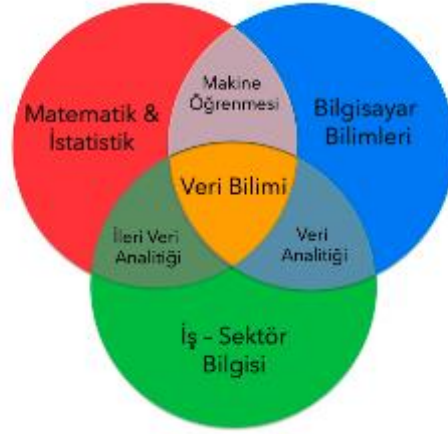 Makine
Öğrenmesi
Matematik &
İstatistik
Bilgisayar
Bilimleri
Veri Bilimi
İleri Veri
Analitiği
Veri
Analitiği
İş - Sektör
Bilgisi